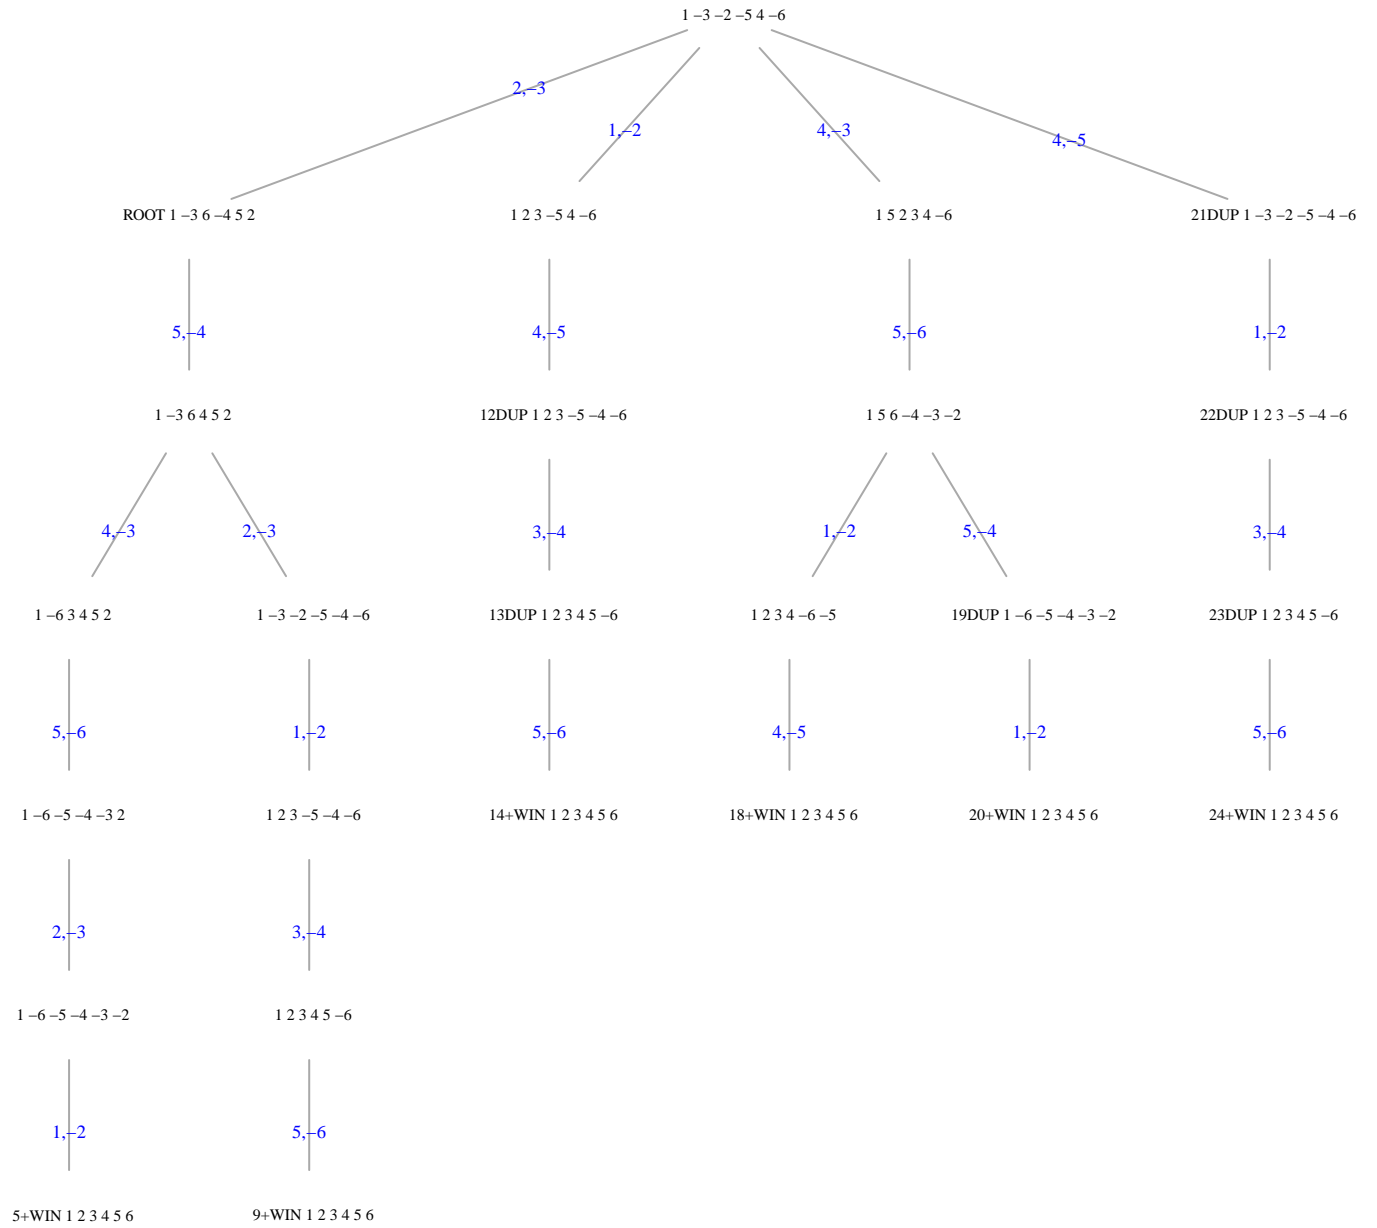 1 –3 –2 –5 4 –6
2,–3
1,–2
4,–3
4,–5
ROOT 1 –3 6 –4 5 2
1 2 3 –5 4 –6
1 5 2 3 4 –6
21DUP 1 –3 –2 –5 –4 –6
5,–4
4,–5
5,–6
1,–2
1 –3 6 4 5 2
12DUP 1 2 3 –5 –4 –6
1 5 6 –4 –3 –2
22DUP 1 2 3 –5 –4 –6
4,–3
2,–3
3,–4
1,–2
5,–4
3,–4
1 –6 3 4 5 2
1 –3 –2 –5 –4 –6
13DUP 1 2 3 4 5 –6
1 2 3 4 –6 –5
19DUP 1 –6 –5 –4 –3 –2
23DUP 1 2 3 4 5 –6
5,–6
1,–2
5,–6
4,–5
1,–2
5,–6
1 –6 –5 –4 –3 2
1 2 3 –5 –4 –6
14+WIN 1 2 3 4 5 6
18+WIN 1 2 3 4 5 6
20+WIN 1 2 3 4 5 6
24+WIN 1 2 3 4 5 6
2,–3
3,–4
1 –6 –5 –4 –3 –2
1 2 3 4 5 –6
1,–2
5,–6
5+WIN 1 2 3 4 5 6
9+WIN 1 2 3 4 5 6